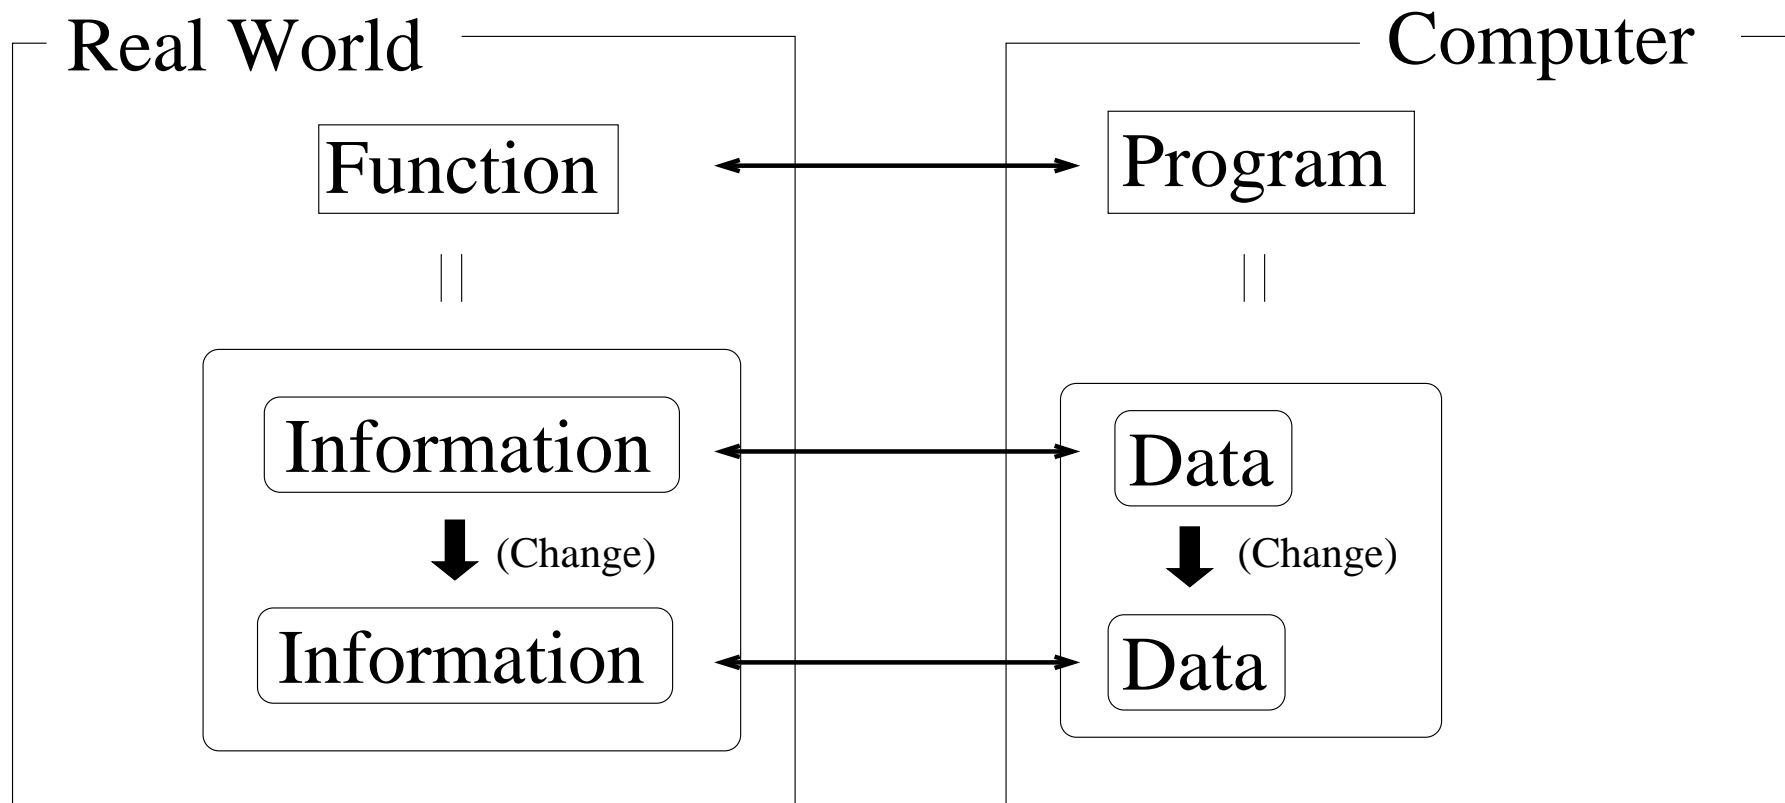 Real World
Computer
Function
Program
Information
Data
(Change)
(Change)
Information
Data